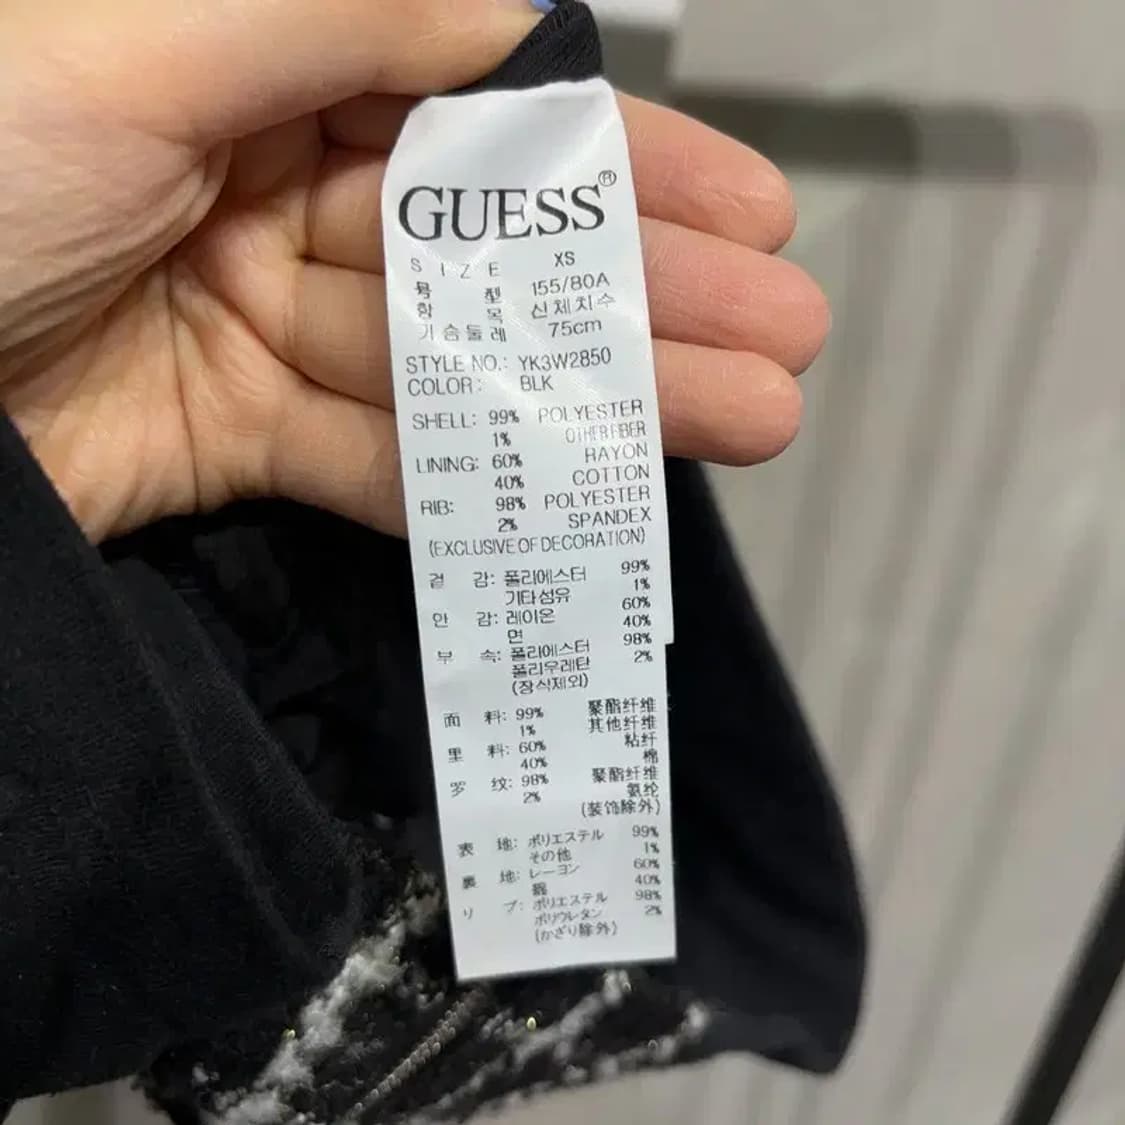 GUESS®
SIZE XS
号 型 155/80A
항 목 신체치수
가슴둘레 75cm
STYLE NO.: YK3W2850
COLOR: BLK
SHELL: 99% POLYESTER
1% OTHER FIBER
LINING: 60% RAYON
40% COTTON
RIB: 98% POLYESTER
2% SPANDEX
(EXCLUSIVE OF DECORATION)
겉 감: 폴리에스터 99%
기타섬유 1%
안 감: 레이온 60%
면 40%
부 속: 폴리에스터 98%
폴리우레탄 2%
(장식제외)
面 料: 99% 聚酯纤维
1% 其他纤维
里 料: 60% 粘纤
40% 棉
罗 纹: 98% 聚酯纤维
2% 氨纶
(装饰除外)
表 地: ポリエステル 99%
その他 1%
裏 地: レーヨン 60%
40%
リ ブ: ポリエステル 98%
ポリウレタン 2%
(かざり除外)